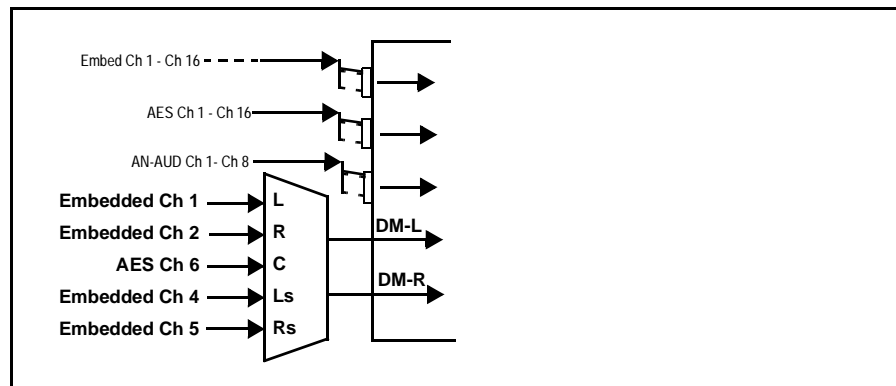 Embed Ch 1 - Ch 16
AES Ch 1 - Ch 16
AN-AUD Ch 1- Ch 8
Embedded Ch 1
L
Embedded Ch 2
R
DM-L
AES Ch 6
C
DM-R
Embedded Ch 4
Ls
Embedded Ch 5
Rs